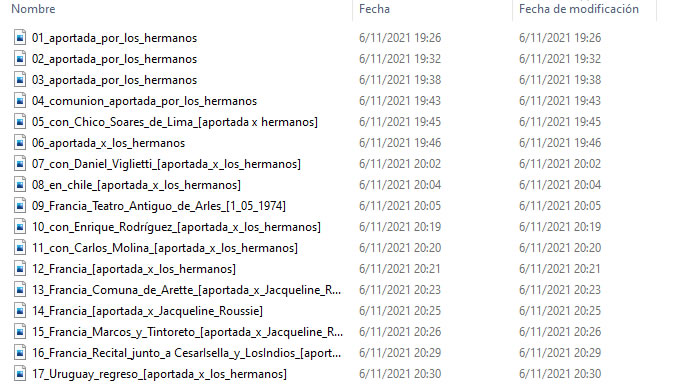 Nombre Fecha Fecha de modificación
01_aportada_por_los_hermanos 6/11/2021 19:26 6/11/2021 19:26
02_aportada_por_los_hermanos 6/11/2021 19:32 6/11/2021 19:32
03_aportada_por_los_hermanos 6/11/2021 19:38 6/11/2021 19:38
04_comunion_aportada_por_los_hermanos 6/11/2021 19:43 6/11/2021 19:43
05_con_Chico_Soares_de_Lima_[aportada x hermanos] 6/11/2021 19:45 6/11/2021 19:45
06_aportada_x_los_hermanos 6/11/2021 19:46 6/11/2021 19:46
07_con_Daniel_Viglietti_[aportada_x_los_hermanos] 6/11/2021 20:02 6/11/2021 20:02
08_en_chile_[aportada_x_los_hermanos] 6/11/2021 20:04 6/11/2021 20:04
09_Francia_Teatro_Antiguo_de_Arles_[1_05_1974] 6/11/2021 20:05 6/11/2021 20:05
10_con_Enrique_Rodríguez_[aportada_x_los_hermanos] 6/11/2021 20:19 6/11/2021 20:19
11_con_Carlos_Molina_[aportada_x_los_hermanos] 6/11/2021 20:20 6/11/2021 20:20
12_Francia_[aportada_x_los_hermanos] 6/11/2021 20:21 6/11/2021 20:21
13_Francia_Comuna_de_Arette_[aportada_x_Jacqueline_R... 6/11/2021 20:23 6/11/2021 20:23
14_Francia_[aportada_x_Jacqueline_Roussie] 6/11/2021 20:25 6/11/2021 20:25
15_Francia_Marcos_y_Tintoreto_[aportada_x_Jacqueline_R... 6/11/2021 20:26 6/11/2021 20:26
16_Francia_Recital_junto_a CesarIsella_y_LosIndios_[aport... 6/11/2021 20:29 6/11/2021 20:29
17_Uruguay_regreso_[aportada_x_los_hermanos] 6/11/2021 20:30 6/11/2021 20:30